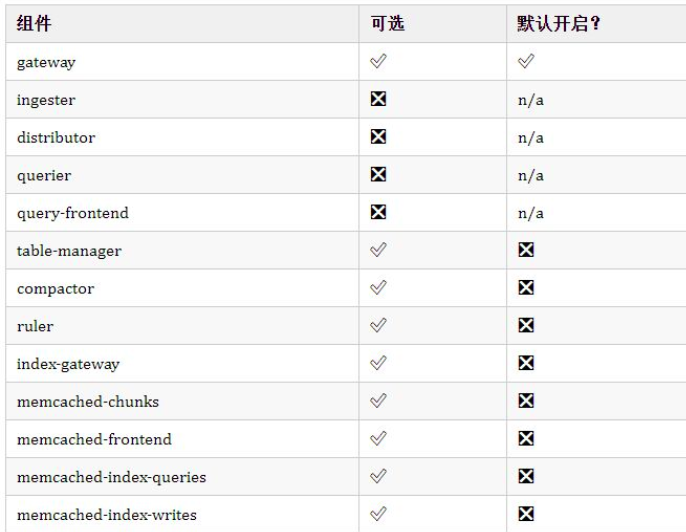 组件 可选 默认开启？
gateway ✅ ✅
ingester ❎ n/a
distributor ❎ n/a
querier ❎ n/a
query-frontend ❎ n/a
table-manager ✅ ❎
compactor ✅ ❎
ruler ✅ ❎
index-gateway ✅ ❎
memcached-chunks ✅ ❎
memcached-frontend ✅ ❎
memcached-index-queries ✅ ❎
memcached-index-writes ✅ ❎